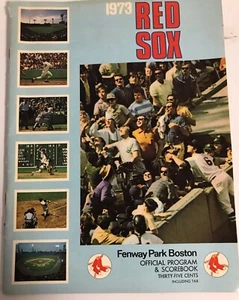 1973
RED
SOX
Fenway Park Boston
OFFICIAL PROGRAM
& SCOREBOOK
THIRTY-FIVE CENTS
INCLUDING TAX